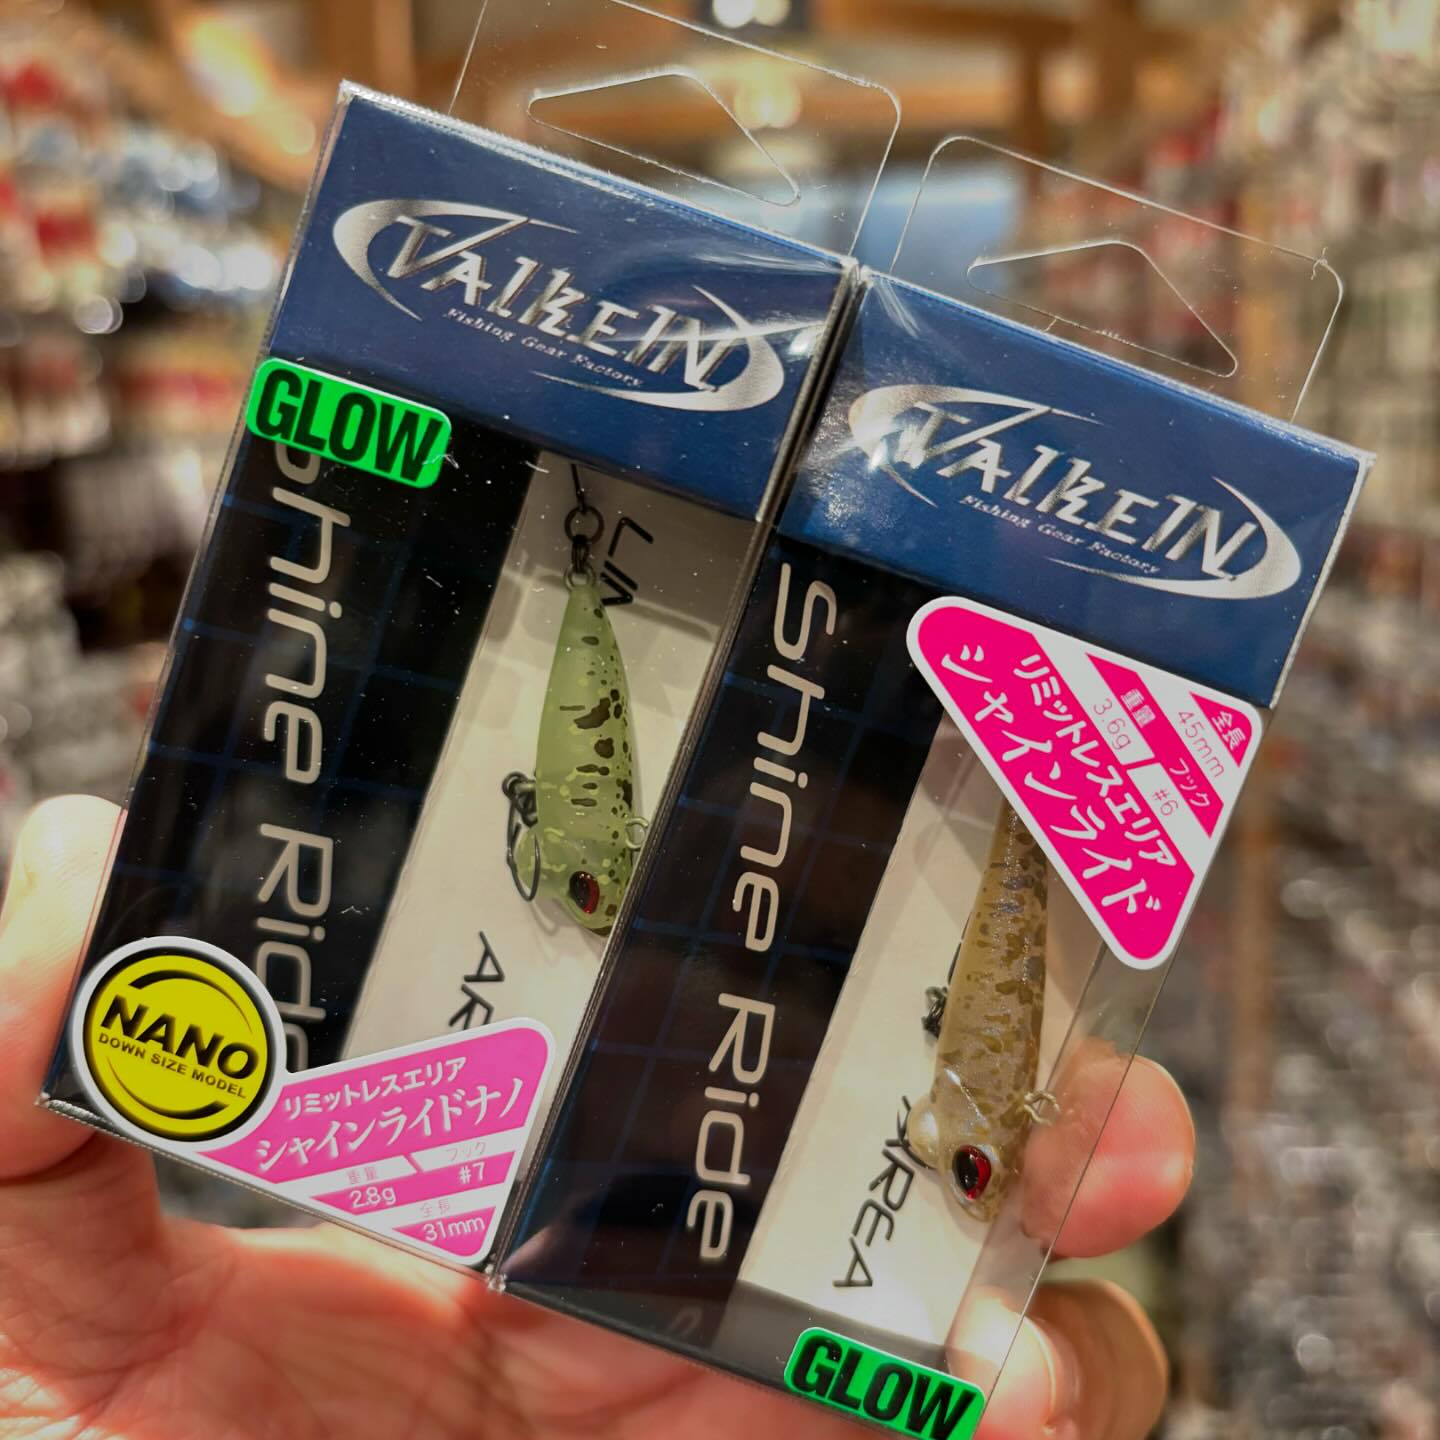 ValkeIN
Fishing Gear Factory
GLOW
Shine Ride
NANO
DOWN SIZE MODEL
リミットレスエリア
シャインライドナノ
重量
2.8g
フック
#7
全長
31mm
ValkeIN
Fishing Gear Factory
Shine Ride
リミットレスエリア
シャインライド
重量
3.6g
フック
#6
全長
45mm
AREA
GLOW